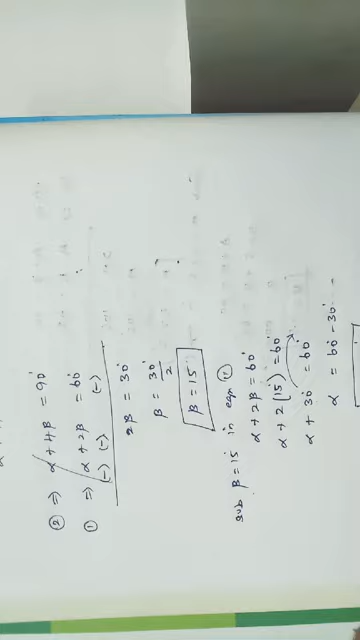 ② ⇒ α + 4β = 90°
① ⇒ α + 2β = 60°
(-) (-) (-)
2β = 30°
β = 30°/2
β = 15°
sub β = 15° in eqn ①
α + 2β = 60°
α + 2(15°) = 60°
α + 30° = 60°
α = 60° - 30°